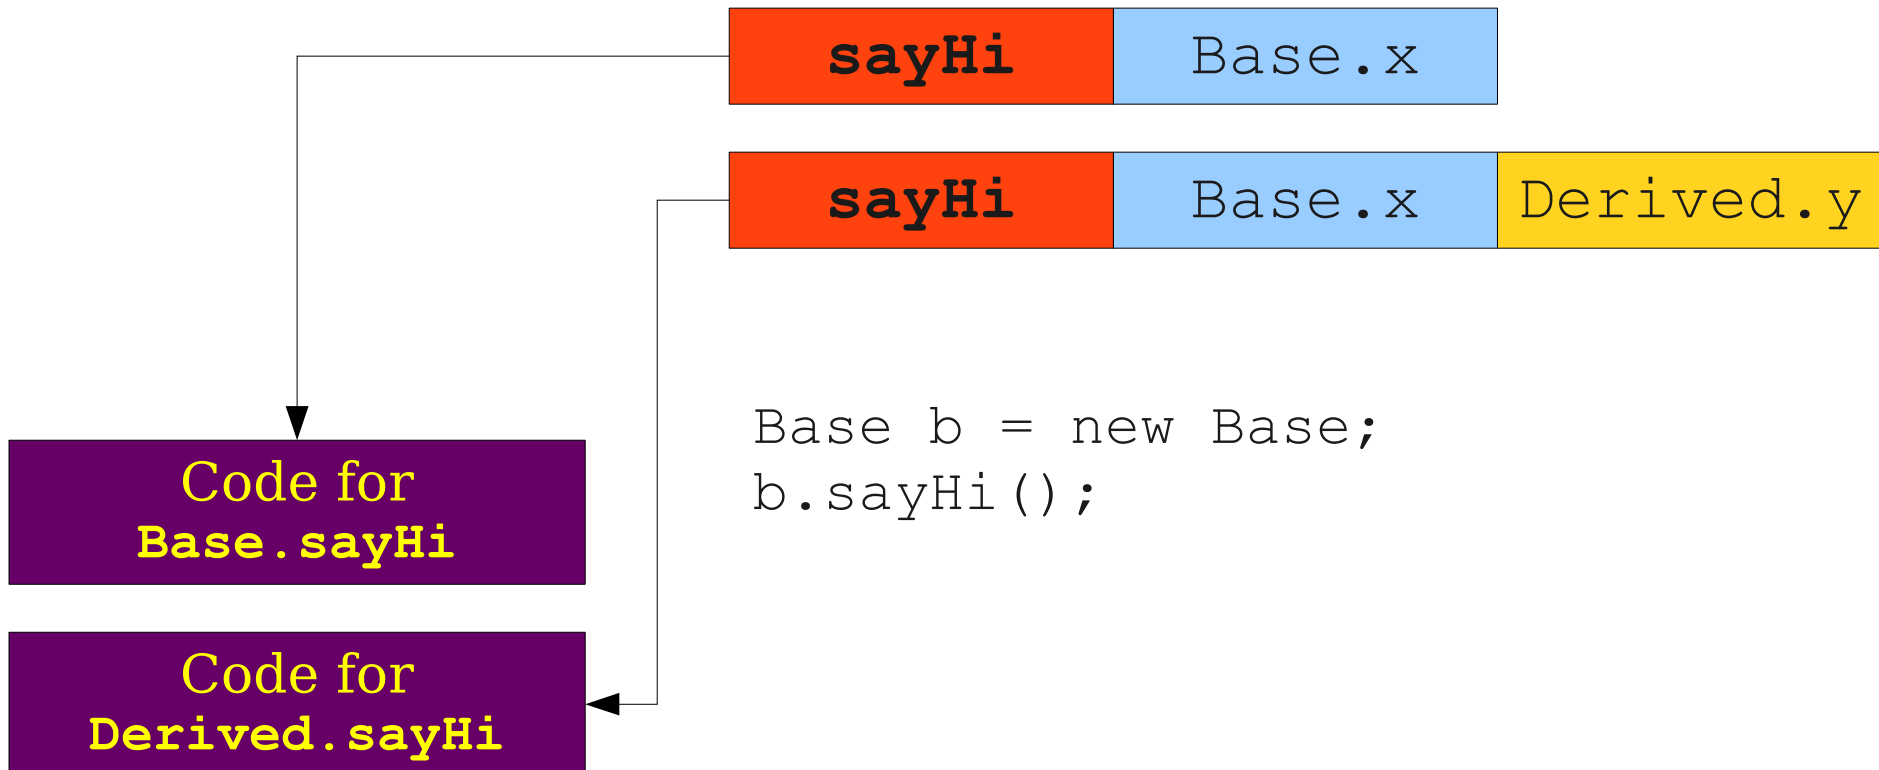 sayHi Base.x
sayHi Base.x Derived.y
Base b = new Base;
b.sayHi();
Code for
Base.sayHi
Code for
Derived.sayHi